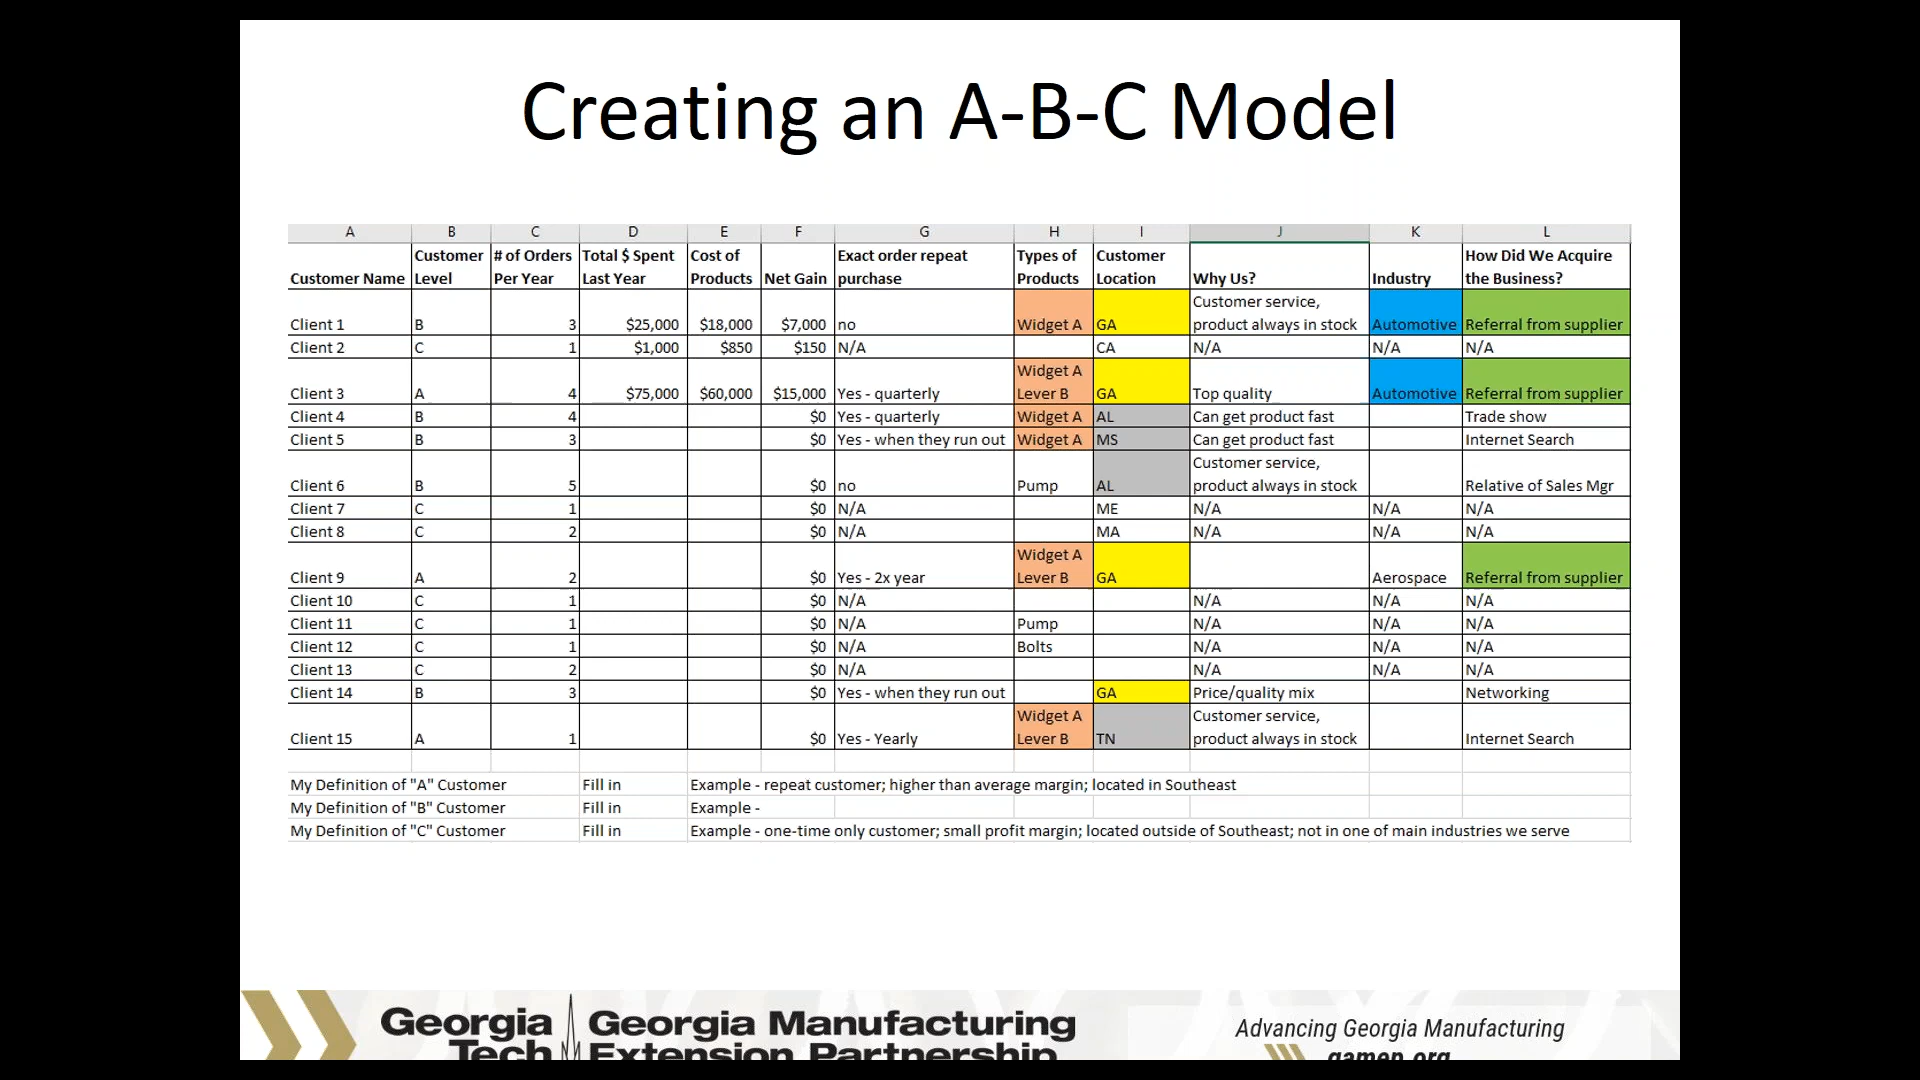 Creating an A-B-C Model
A B C D E F G H I J K L
Customer Name Customer Level # of Orders Per Year Total $ Spent Last Year Cost of Products Net Gain Exact order repeat purchase Types of Products Customer Location Why Us? Industry How Did We Acquire the Business?
Client 1 B 3 $25,000 $18,000 $7,000 no Widget A GA Customer service, product always in stock Automotive Referral from supplier
Client 2 C 1 $1,000 $850 $150 N/A CA N/A N/A N/A
Client 3 A 4 $75,000 $60,000 $15,000 Yes - quarterly Widget A Lever B GA Top quality Automotive Referral from supplier
Client 4 B 4 $0 Yes - quarterly Widget A AL Can get product fast Trade show
Client 5 B 3 $0 Yes - when they run out Widget A MS Can get product fast Internet Search
Client 6 B 5 $0 no Pump AL Customer service, product always in stock Relative of Sales Mgr
Client 7 C 1 $0 N/A ME N/A N/A N/A
Client 8 C 2 $0 N/A MA N/A N/A N/A
Client 9 A 2 $0 Yes - 2x year Widget A Lever B GA Aerospace Referral from supplier
Client 10 C 1 $0 N/A N/A N/A N/A
Client 11 C 1 $0 N/A Pump N/A N/A N/A
Client 12 C 1 $0 N/A Bolts N/A N/A N/A
Client 13 C 2 $0 N/A N/A N/A N/A
Client 14 B 3 $0 Yes - when they run out GA Price/quality mix Networking
Client 15 A 1 $0 Yes - Yearly Widget A Lever B TN Customer service, product always in stock Internet Search
My Definition of "A" Customer Fill in Example - repeat customer; higher than average margin; located in Southeast
My Definition of "B" Customer Fill in Example -
My Definition of "C" Customer Fill in Example - one-time only customer; small profit margin; located outside of Southeast; not in one of main industries we serve
Georgia Tech
Georgia Manufacturing
Extension Partnership
Advancing Georgia Manufacturing
gamep.org